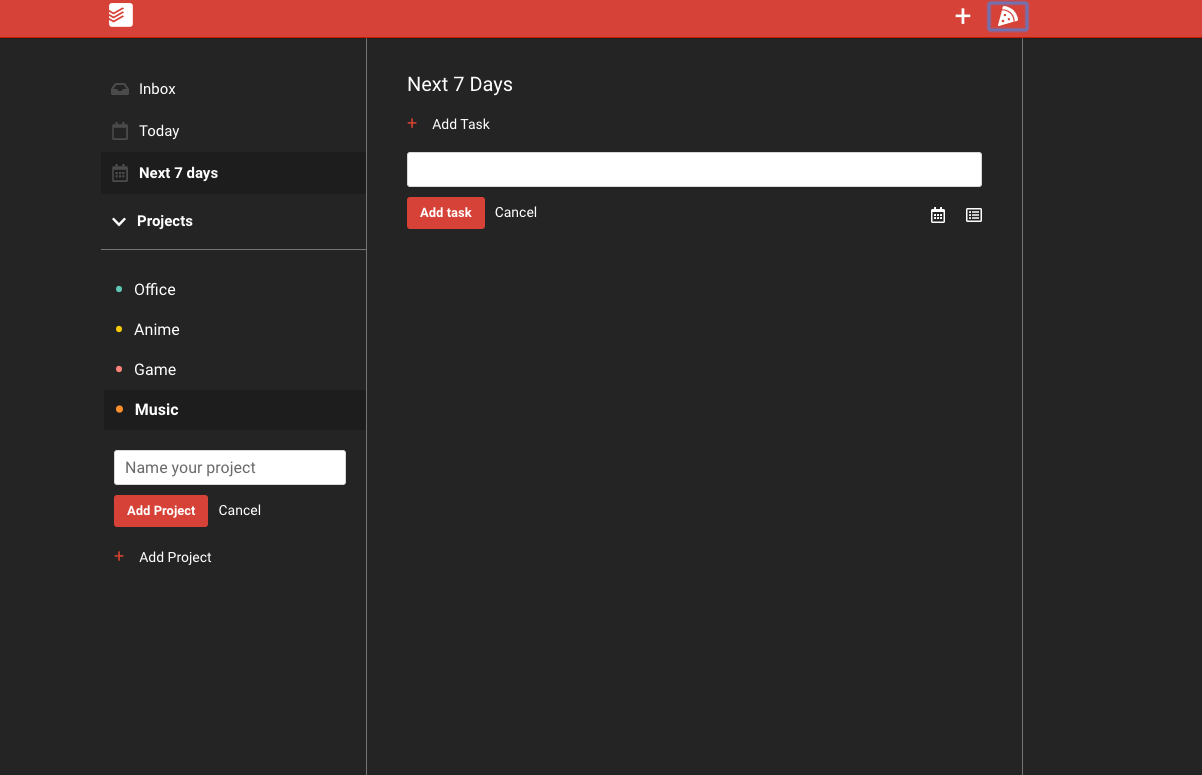 Inbox
Today
Next 7 days
Projects
Office
Anime
Game
Music
Name your project
Add Project
Cancel
+ Add Project
Next 7 Days
+ Add Task
Add task
Cancel